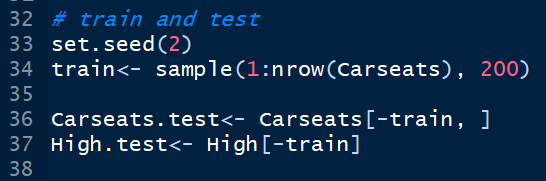 32 # train and test
33 set.seed(2)
34 train<- sample(1:nrow(Carseats), 200)
35
36 Carseats.test<- Carseats[-train, ]
37 High.test<- High[-train]
38